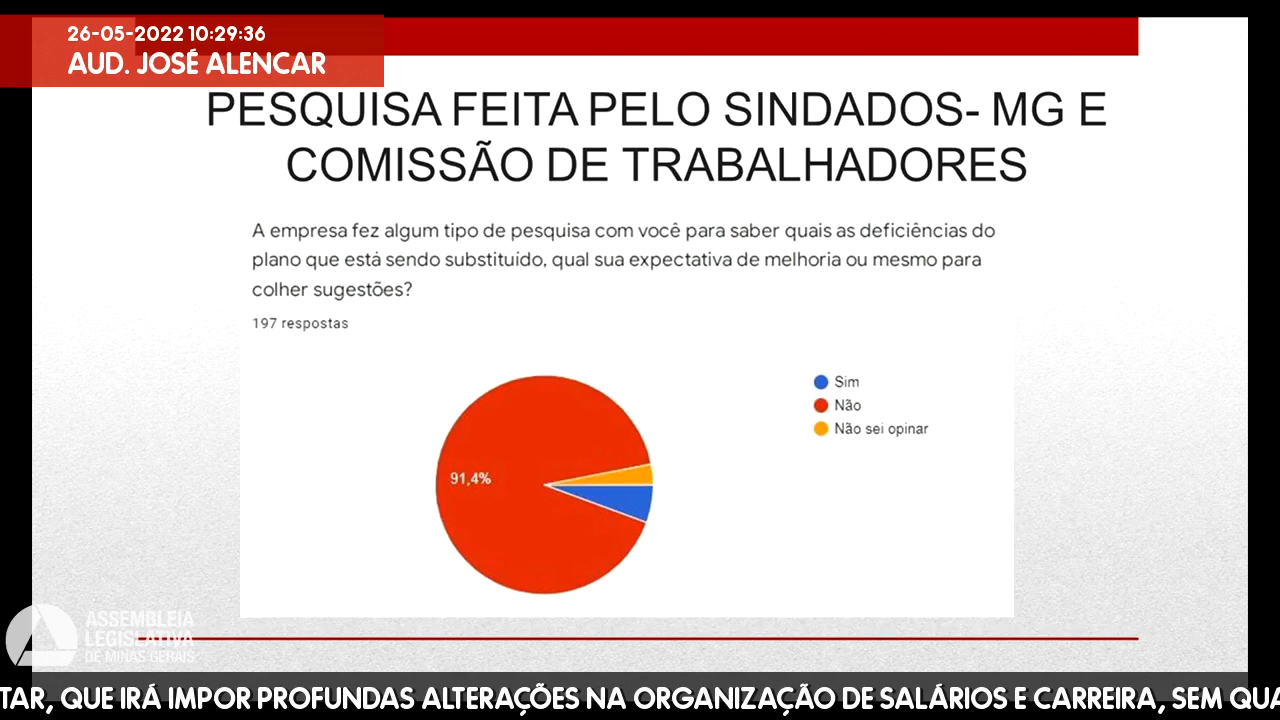 26-05-2022 10:29:36
AUD. JOSÉ ALENCAR
PESQUISA FEITA PELO SINDADOS- MG E
COMISSÃO DE TRABALHADORES
A empresa fez algum tipo de pesquisa com você para saber quais as deficiências do
plano que está sendo substituído, qual sua expectativa de melhoria ou mesmo para
colher sugestões?
197 respostas
Sim
Não
Não sei opinar
91,4%
ASSEMBLEIA
LEGISLATIVA
DE MINAS GERAIS
TAR, QUE IRÁ IMPOR PROFUNDAS ALTERAÇÕES NA ORGANIZAÇÃO DE SALÁRIOS E CARREIRA, SEM QUA